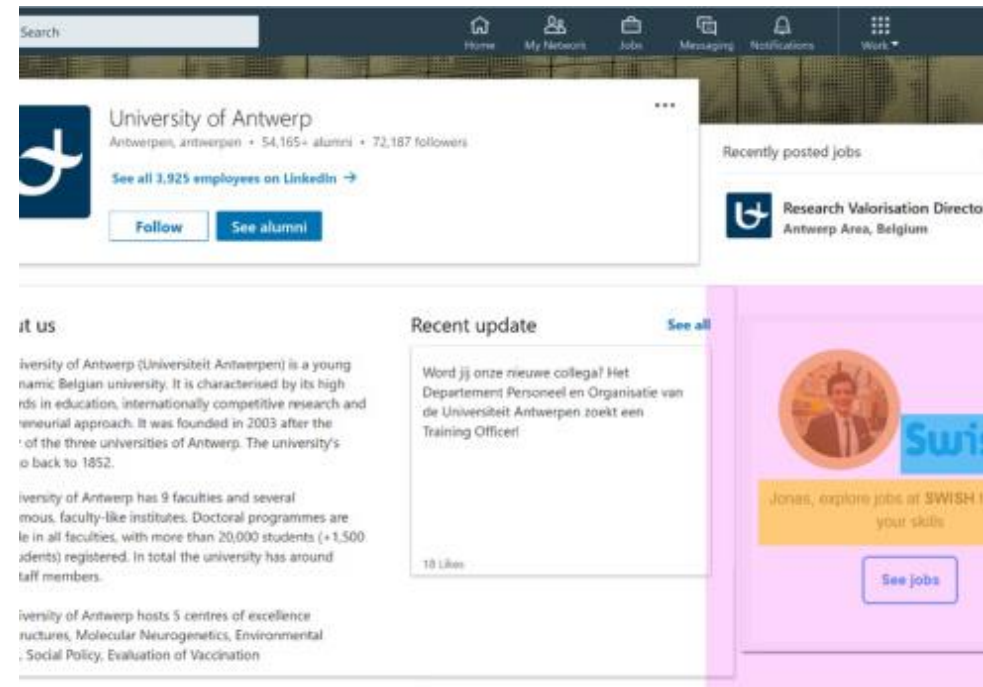 Search
Home My Network Jobs Messaging Notifications Work
University of Antwerp
Antwerpen, antwerpen • 54,165+ alumni • 72,187 followers
See all 3,925 employees on LinkedIn →
Follow See alumni
Recently posted jobs
Research Valorisation Directo
Antwerp Area, Belgium
ut us
iversity of Antwerp (Universiteit Antwerpen) is a young
namic Belgian university. It is characterised by its high
rds in education, internationally competitive research and
reneurial approach. It was founded in 2003 after the
of the three universities of Antwerp. The university's
o back to 1852.
iversity of Antwerp has 9 faculties and several
mous, faculty-like institutes. Doctoral programmes are
le in all faculties, with more than 20,000 students (+1,500
udents) registered. In total the university has around
taff members.
iversity of Antwerp hosts 5 centres of excellence
ructures, Molecular Neurogenetics, Environmental
, Social Policy, Evaluation of Vaccination
Recent update See all
Word jij onze nieuwe collega? Het
Departement Personeel en Organisatie van
de Universiteit Antwerpen zoekt een
Training Officer!
18 Likes
Swis
Jonas, explore jobs at SWISH
your skills
See jobs